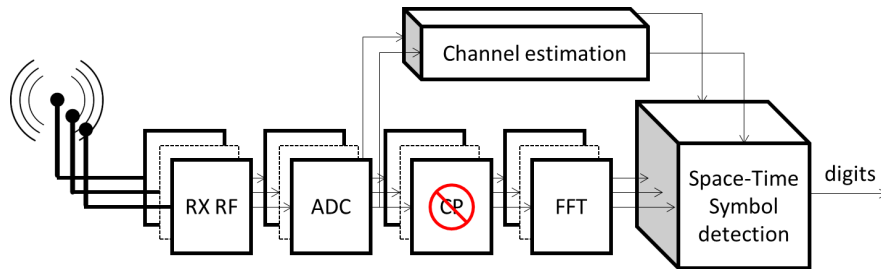 Channel estimation
RX RF
ADC
CP
FFT
Space-Time
Symbol
detection
digits